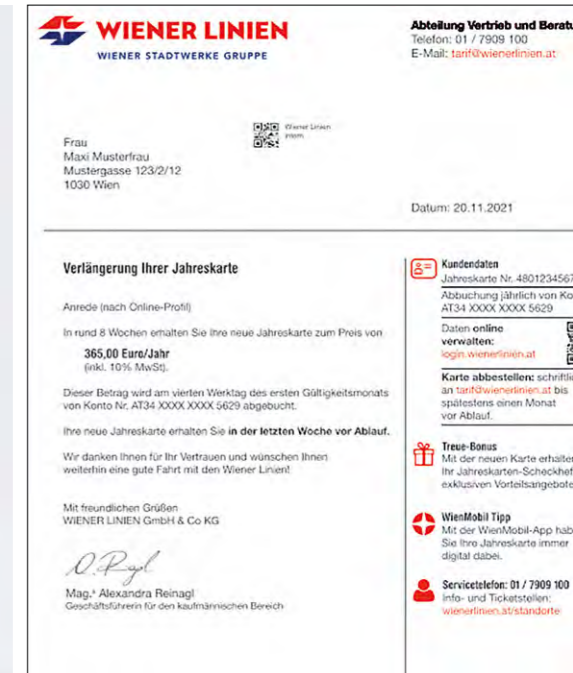 WIENER LINIEN
WIENER STADTWERKE GRUPPE
Abteilung Vertrieb und Beratu
Telefon: 01 / 7909 100
E-Mail: tarif@wienerlinien.at
Wiener Linien
intern
Frau
Maxi Musterfrau
Mustergasse 123/2/12
1030 Wien
Datum: 20.11.2021
Verlängerung Ihrer Jahreskarte
Anrede (nach Online-Profil)
In rund 8 Wochen erhalten Sie Ihre neue Jahreskarte zum Preis von
365,00 Euro/Jahr
(inkl. 10% MwSt).
Dieser Betrag wird am vierten Werktag des ersten Gültigkeitsmonats
von Konto Nr. AT34 XXXX XXXX 5629 abgebucht.
Ihre neue Jahreskarte erhalten Sie in der letzten Woche vor Ablauf.
Wir danken Ihnen für Ihr Vertrauen und wünschen Ihnen
weiterhin eine gute Fahrt mit den Wiener Linien!
Mit freundlichen Grüßen
WIENER LINIEN GmbH & Co KG
Mag.ª Alexandra Reinagl
Geschäftsführerin für den kaufmännischen Bereich
Kundendaten
Jahreskarte Nr. 4801234567
Abbuchung jährlich von Ko
AT34 XXXX XXXX 5629
Daten online
verwalten:
login.wienerlinien.at
Karte abbestellen: schriftlic
an tarif@wienerlinien.at bis
spätestens einen Monat
vor Ablauf.
Treue-Bonus
Mit der neuen Karte erhalten
Ihr Jahreskarten-Scheckhef
exklusiven Vorteilsangebote
WienMobil Tipp
Mit der WienMobil-App hab
Sie Ihre Jahreskarte immer
digital dabei.
Servicetelefon: 01 / 7909 100
Info- und Ticketstellen:
wienerlinien.at/standorte